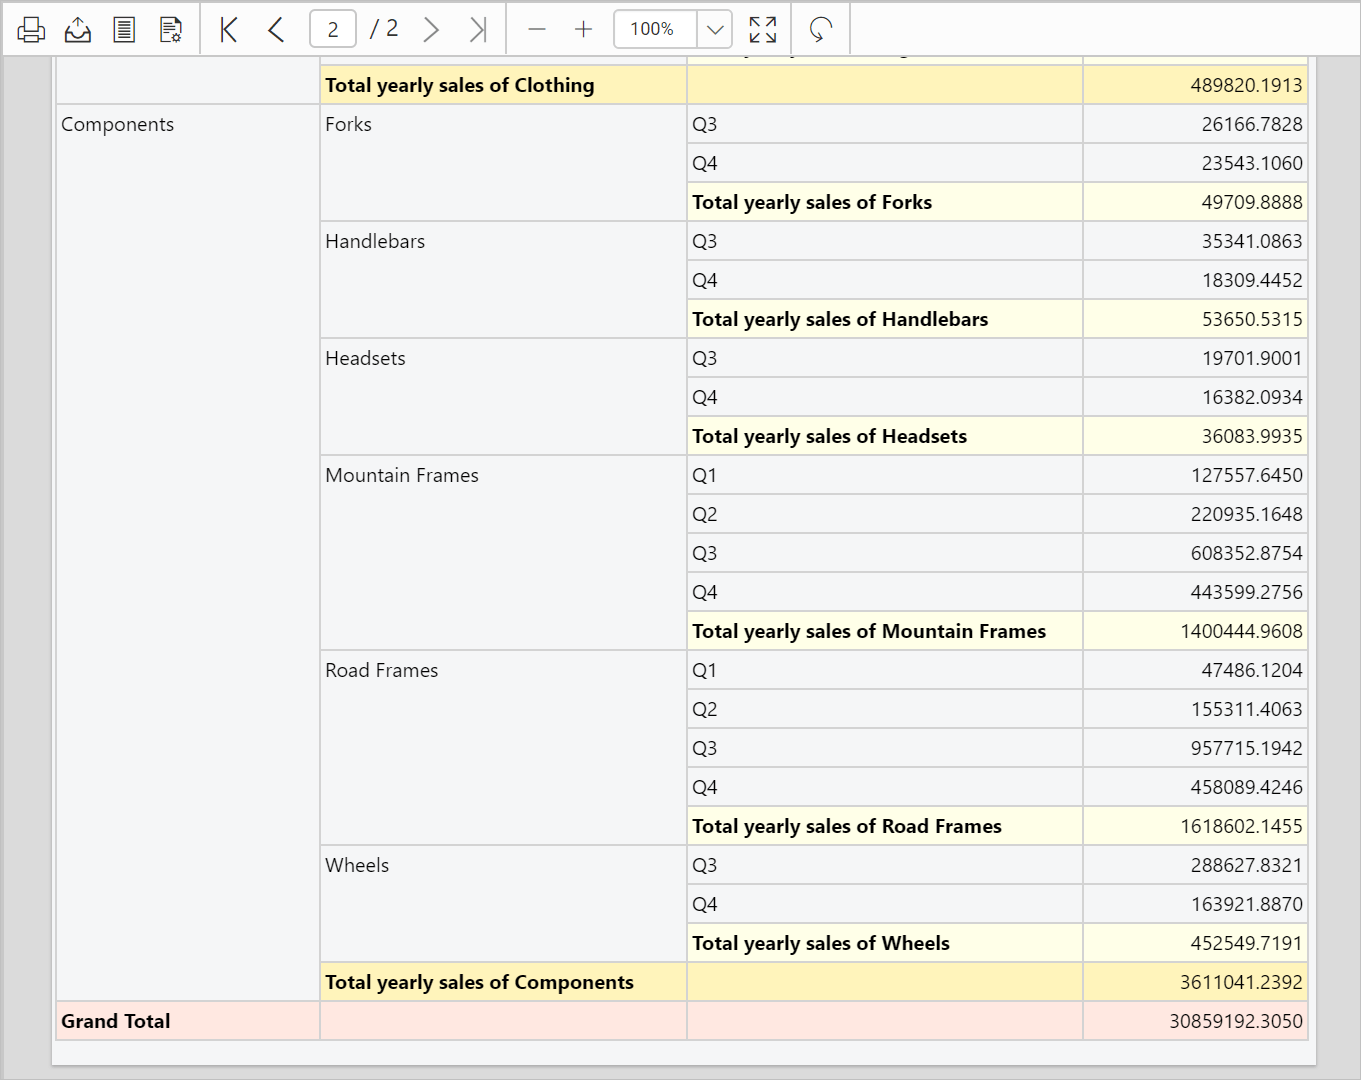 2 / 2 100%
Total yearly sales of Clothing 489820.1913
Components Forks Q3 26166.7828
Q4 23543.1060
Total yearly sales of Forks 49709.8888
Handlebars Q3 35341.0863
Q4 18309.4452
Total yearly sales of Handlebars 53650.5315
Headsets Q3 19701.9001
Q4 16382.0934
Total yearly sales of Headsets 36083.9935
Mountain Frames Q1 127557.6450
Q2 220935.1648
Q3 608352.8754
Q4 443599.2756
Total yearly sales of Mountain Frames 1400444.9608
Road Frames Q1 47486.1204
Q2 155311.4063
Q3 957715.1942
Q4 458089.4246
Total yearly sales of Road Frames 1618602.1455
Wheels Q3 288627.8321
Q4 163921.8870
Total yearly sales of Wheels 452549.7191
Total yearly sales of Components 3611041.2392
Grand Total 30859192.3050